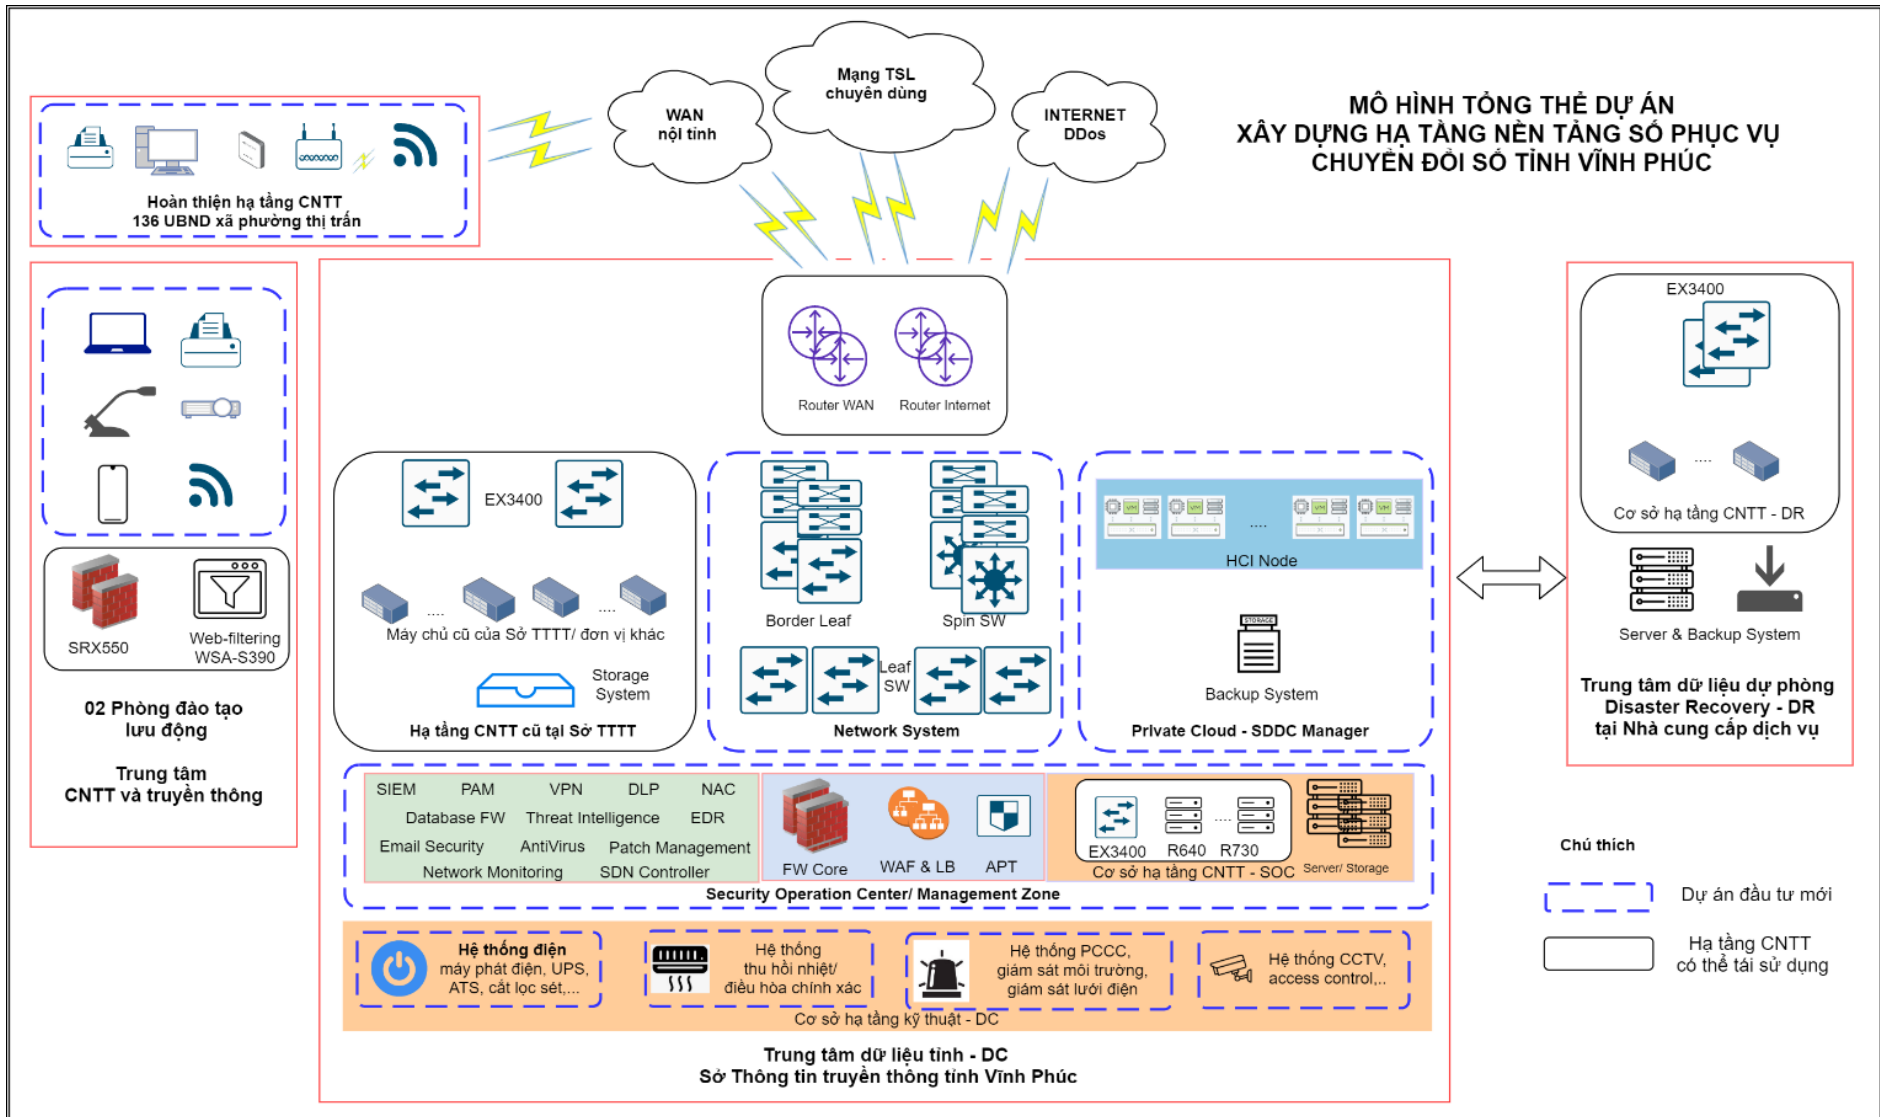 MÔ HÌNH TỔNG THỂ DỰ ÁN
XÂY DỰNG HẠ TẦNG NỀN TẢNG SỐ PHỤC VỤ
CHUYỂN ĐỔI SỐ TỈNH VĨNH PHÚC
WAN
nội tỉnh
Mạng TSL
chuyên dùng
INTERNET
DDos
Hoàn thiện hạ tầng CNTT
136 UBND xã phường thị trấn
SRX550
Web-filtering
WSA-S390
02 Phòng đào tạo
lưu động
Trung tâm
CNTT và truyền thông
Router WAN
Router Internet
EX3400
....
....
Máy chủ cũ của Sở TTTT/ đơn vị khác
Storage
System
Hạ tầng CNTT cũ tại Sở TTTT
Border Leaf
Spin SW
Leaf
SW
Network System
VM
VM
....
VM
VM
HCI Node
STORAGE
Backup System
Private Cloud - SDDC Manager
EX3400
....
Cơ sở hạ tầng CNTT - DR
Server & Backup System
Trung tâm dữ liệu dự phòng
Disaster Recovery - DR
tại Nhà cung cấp dịch vụ
SIEM PAM VPN DLP NAC
Database FW Threat Intelligence EDR
Email Security AntiVirus Patch Management
Network Monitoring SDN Controller
FW Core
WAF & LB
APT
....
EX3400 R640 R730
Cơ sở hạ tầng CNTT - SOC
Server/ Storage
Security Operation Center/ Management Zone
Hệ thống điện
máy phát điện, UPS,
ATS, cắt lọc sét,...
Hệ thống
thu hồi nhiệt/
điều hòa chính xác
Hệ thống PCCC,
giám sát môi trường,
giám sát lưới điện
Hệ thống CCTV,
access control,..
Cơ sở hạ tầng kỹ thuật - DC
Trung tâm dữ liệu tỉnh - DC
Sở Thông tin truyền thông tỉnh Vĩnh Phúc
Chú thích
Dự án đầu tư mới
Hạ tầng CNTT
có thể tái sử dụng